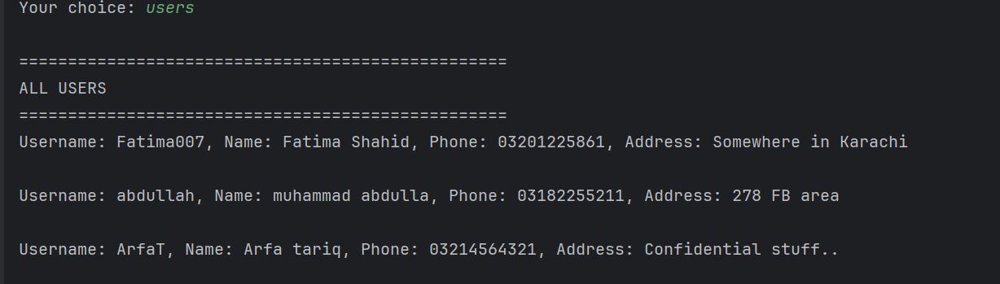 Your choice: users
==================================================
ALL USERS
==================================================
Username: Fatima007, Name: Fatima Shahid, Phone: 03201225861, Address: Somewhere in Karachi
Username: abdullah, Name: muhammad abdulla, Phone: 03182255211, Address: 278 FB area
Username: ArfaT, Name: Arfa tariq, Phone: 03214564321, Address: Confidential stuff..